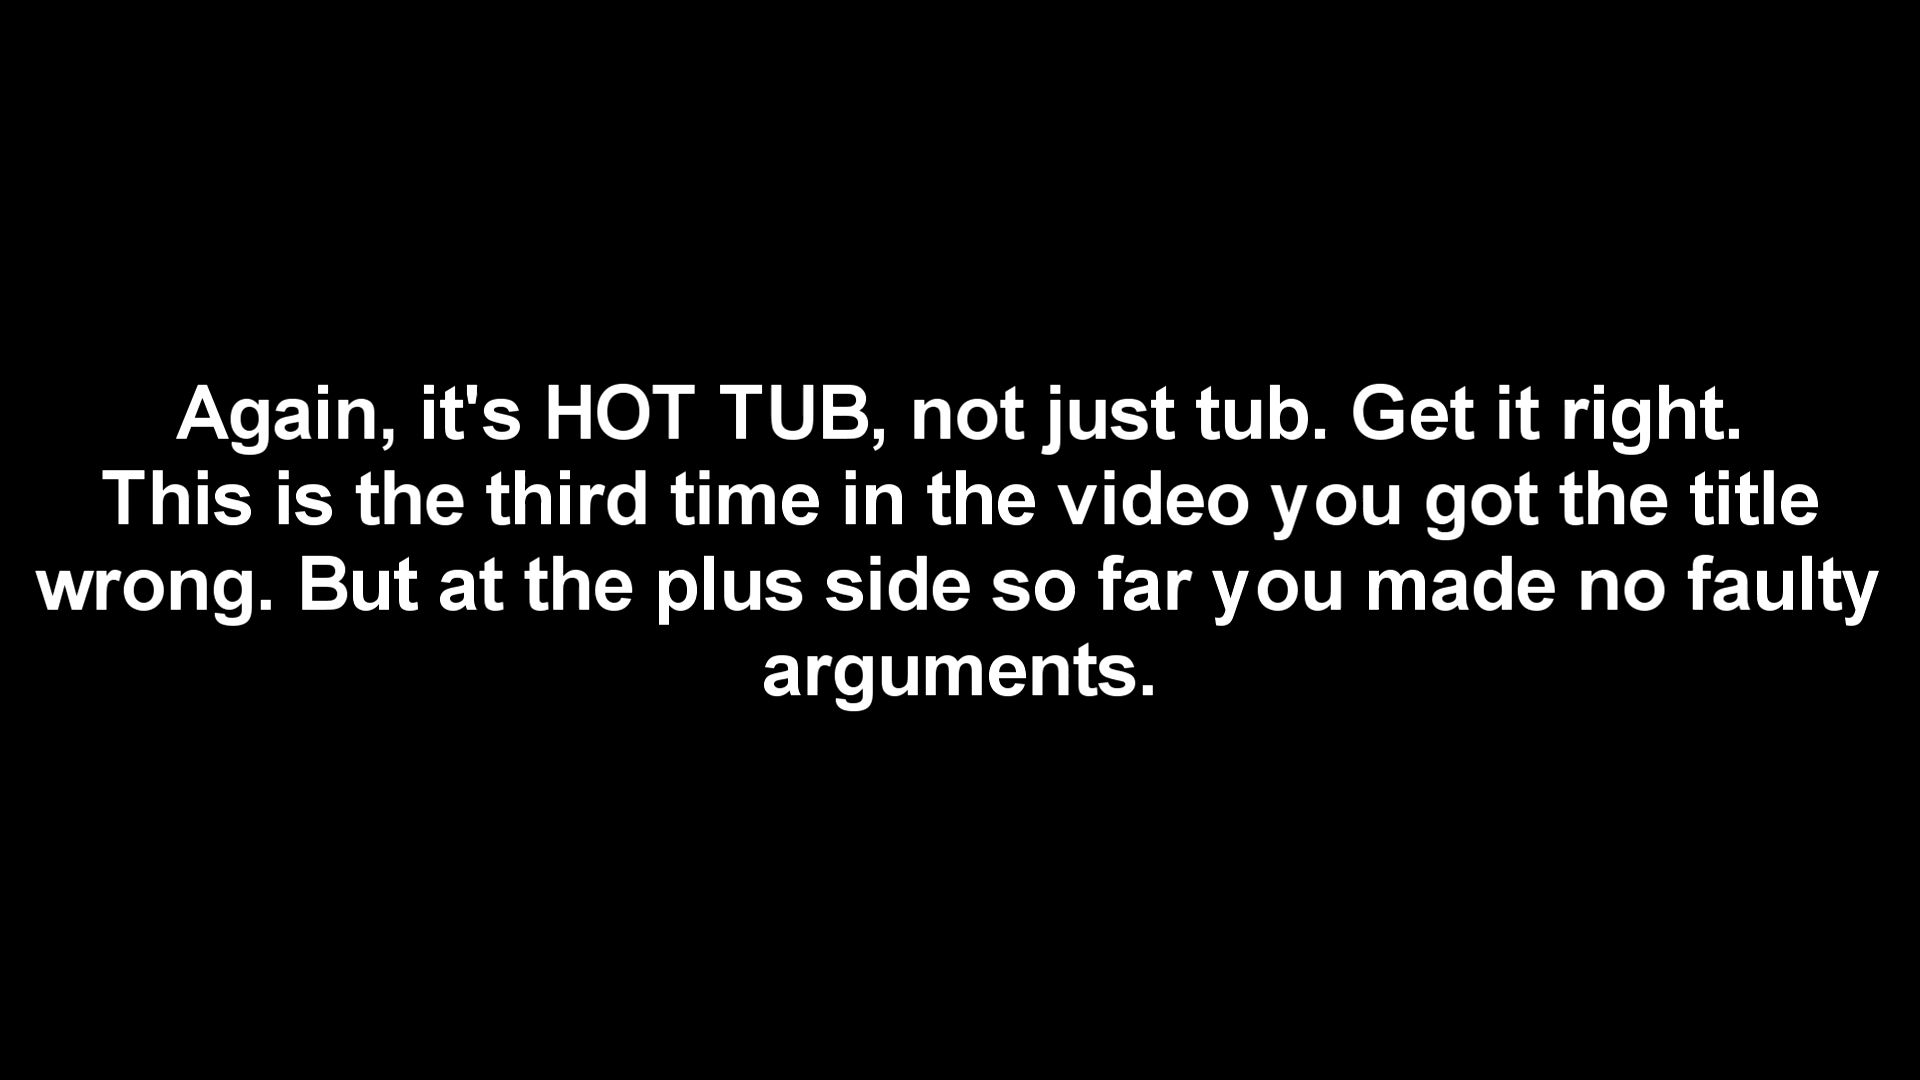 Again, it's HOT TUB, not just tub. Get it right.
This is the third time in the video you got the title
wrong. But at the plus side so far you made no faulty
arguments.